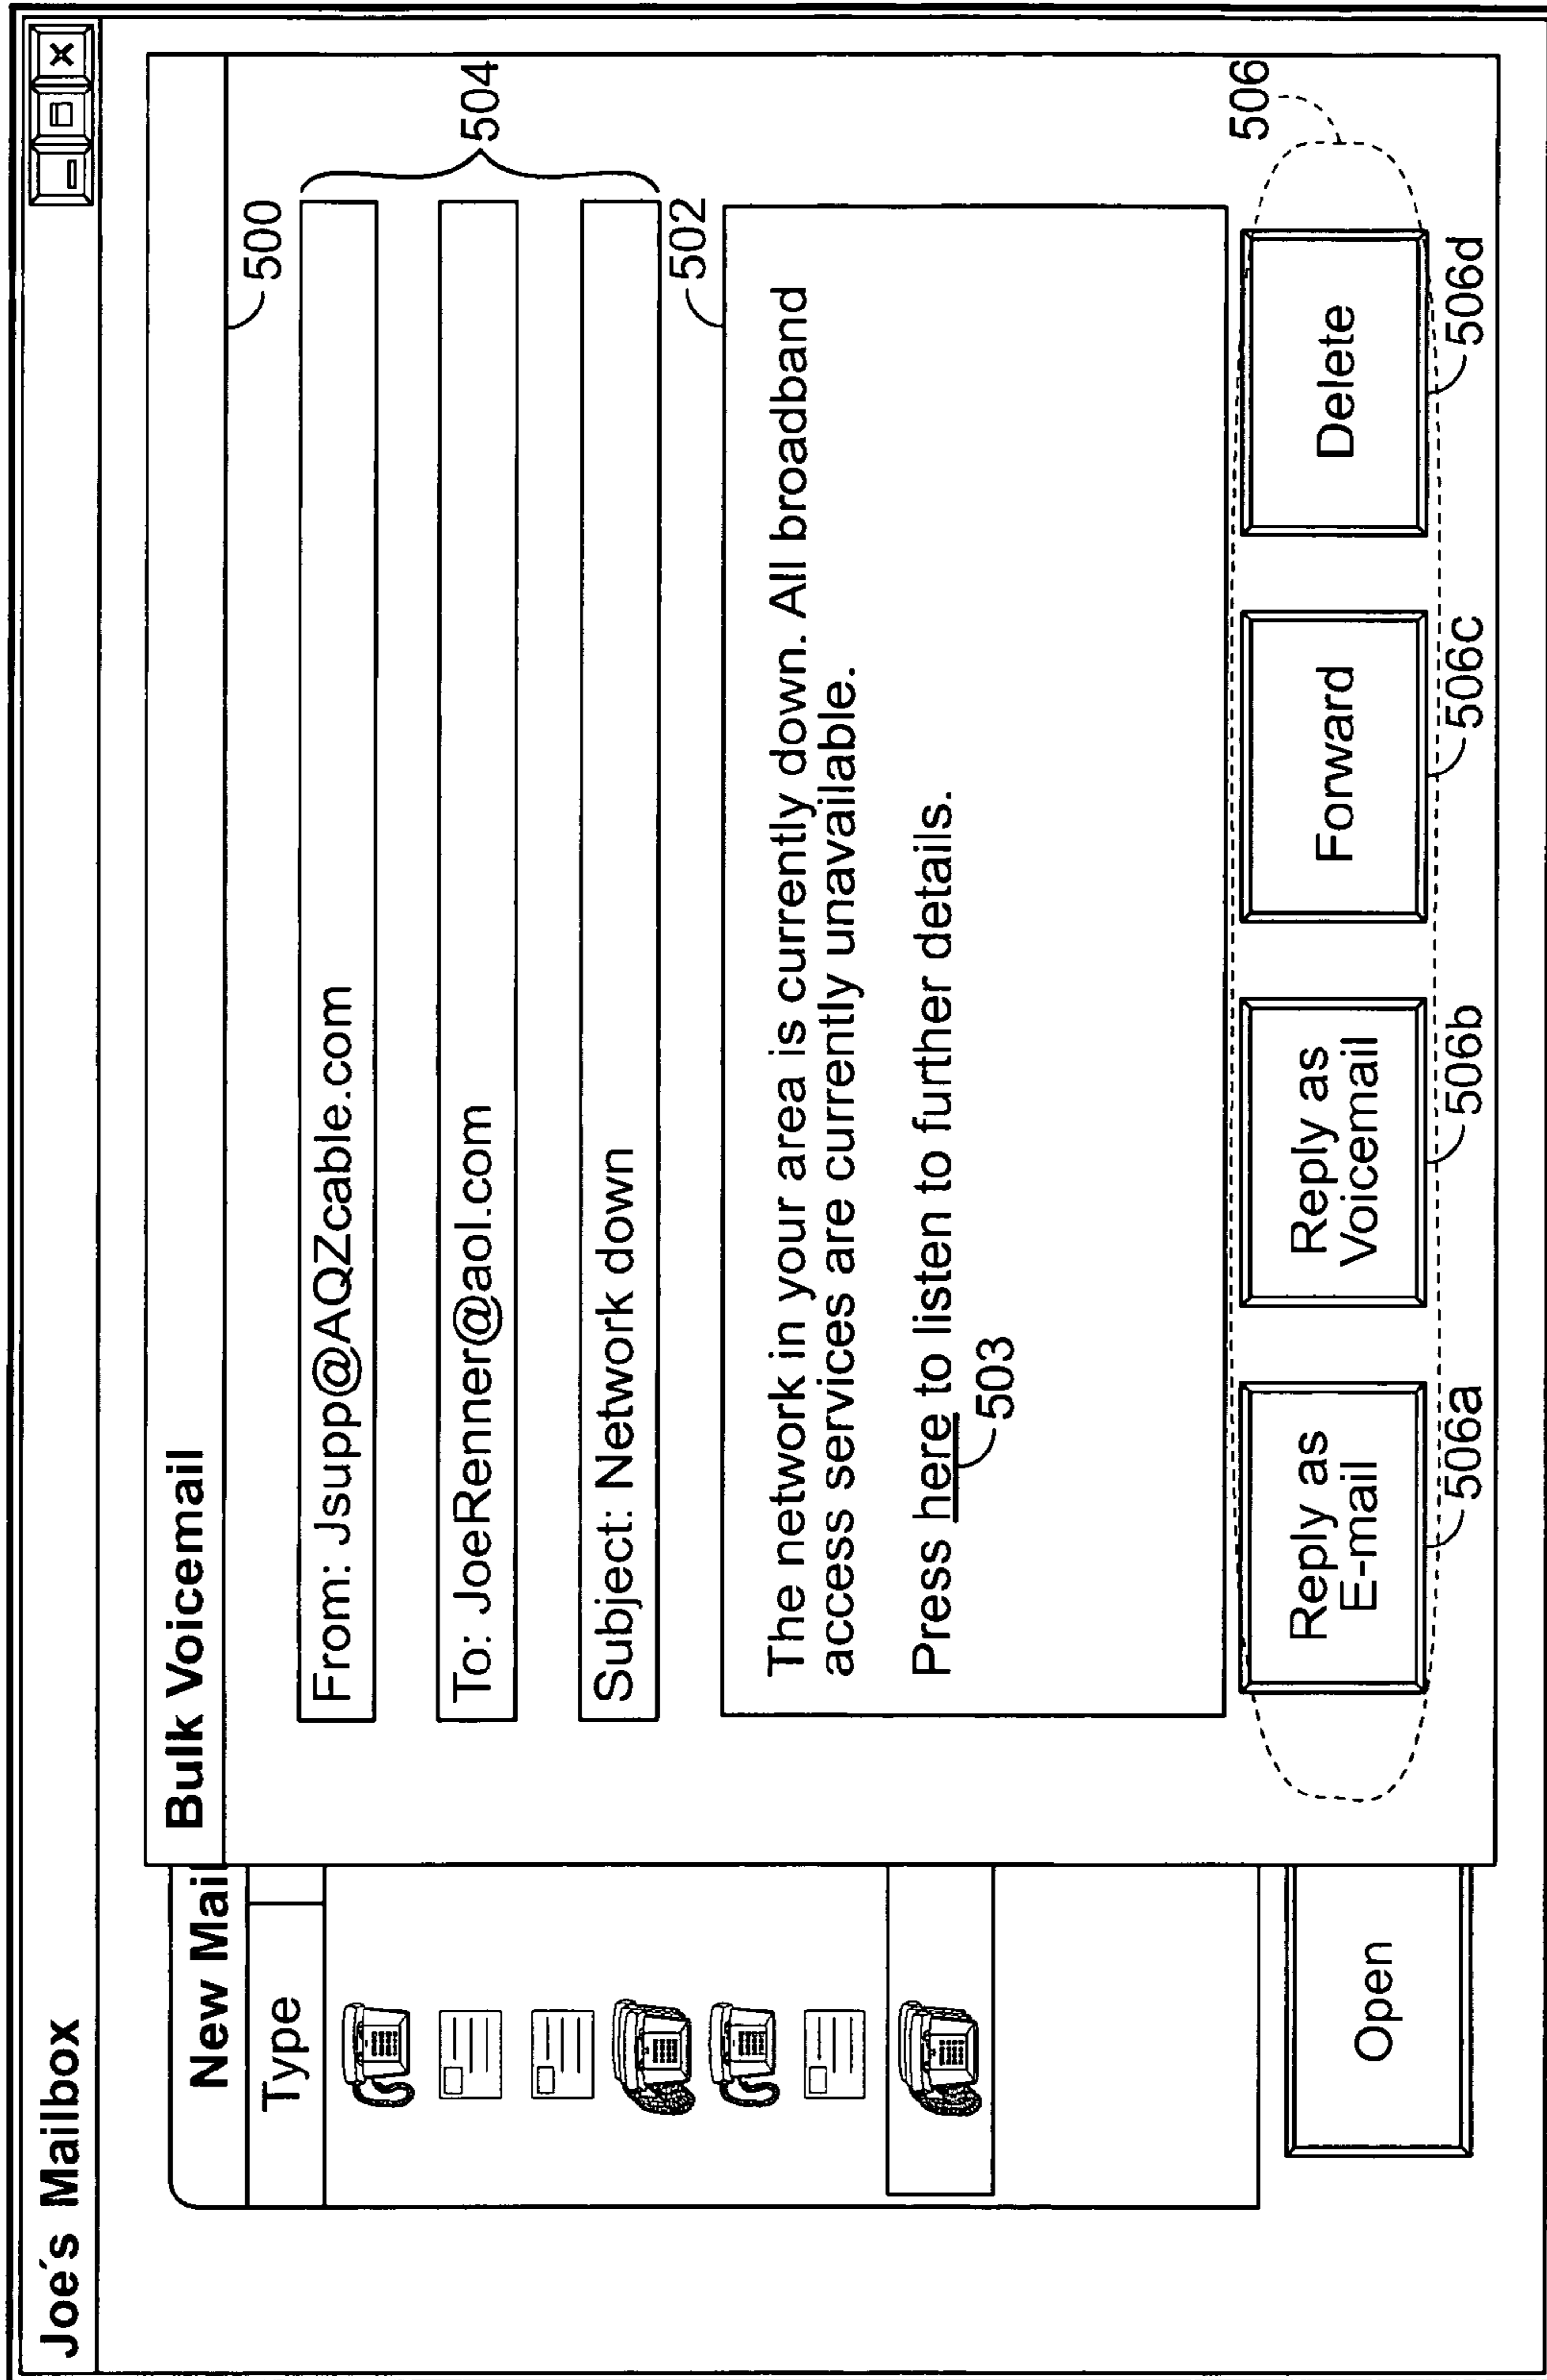 Joe´s Mailbox
New Mai
Type
Open
Bulk Voicemail
500
From: Jsupp@AQZcable.com
To: JoeRenner@aol.com
Subject: Network down
504
502
The network in your area is currently down. All broadband
access services are currently unavailable.
Press here to listen to further details.
503
506
Reply as
E-mail
Reply as
Voicemail
Forward
Delete
506a
506b
506c
506d